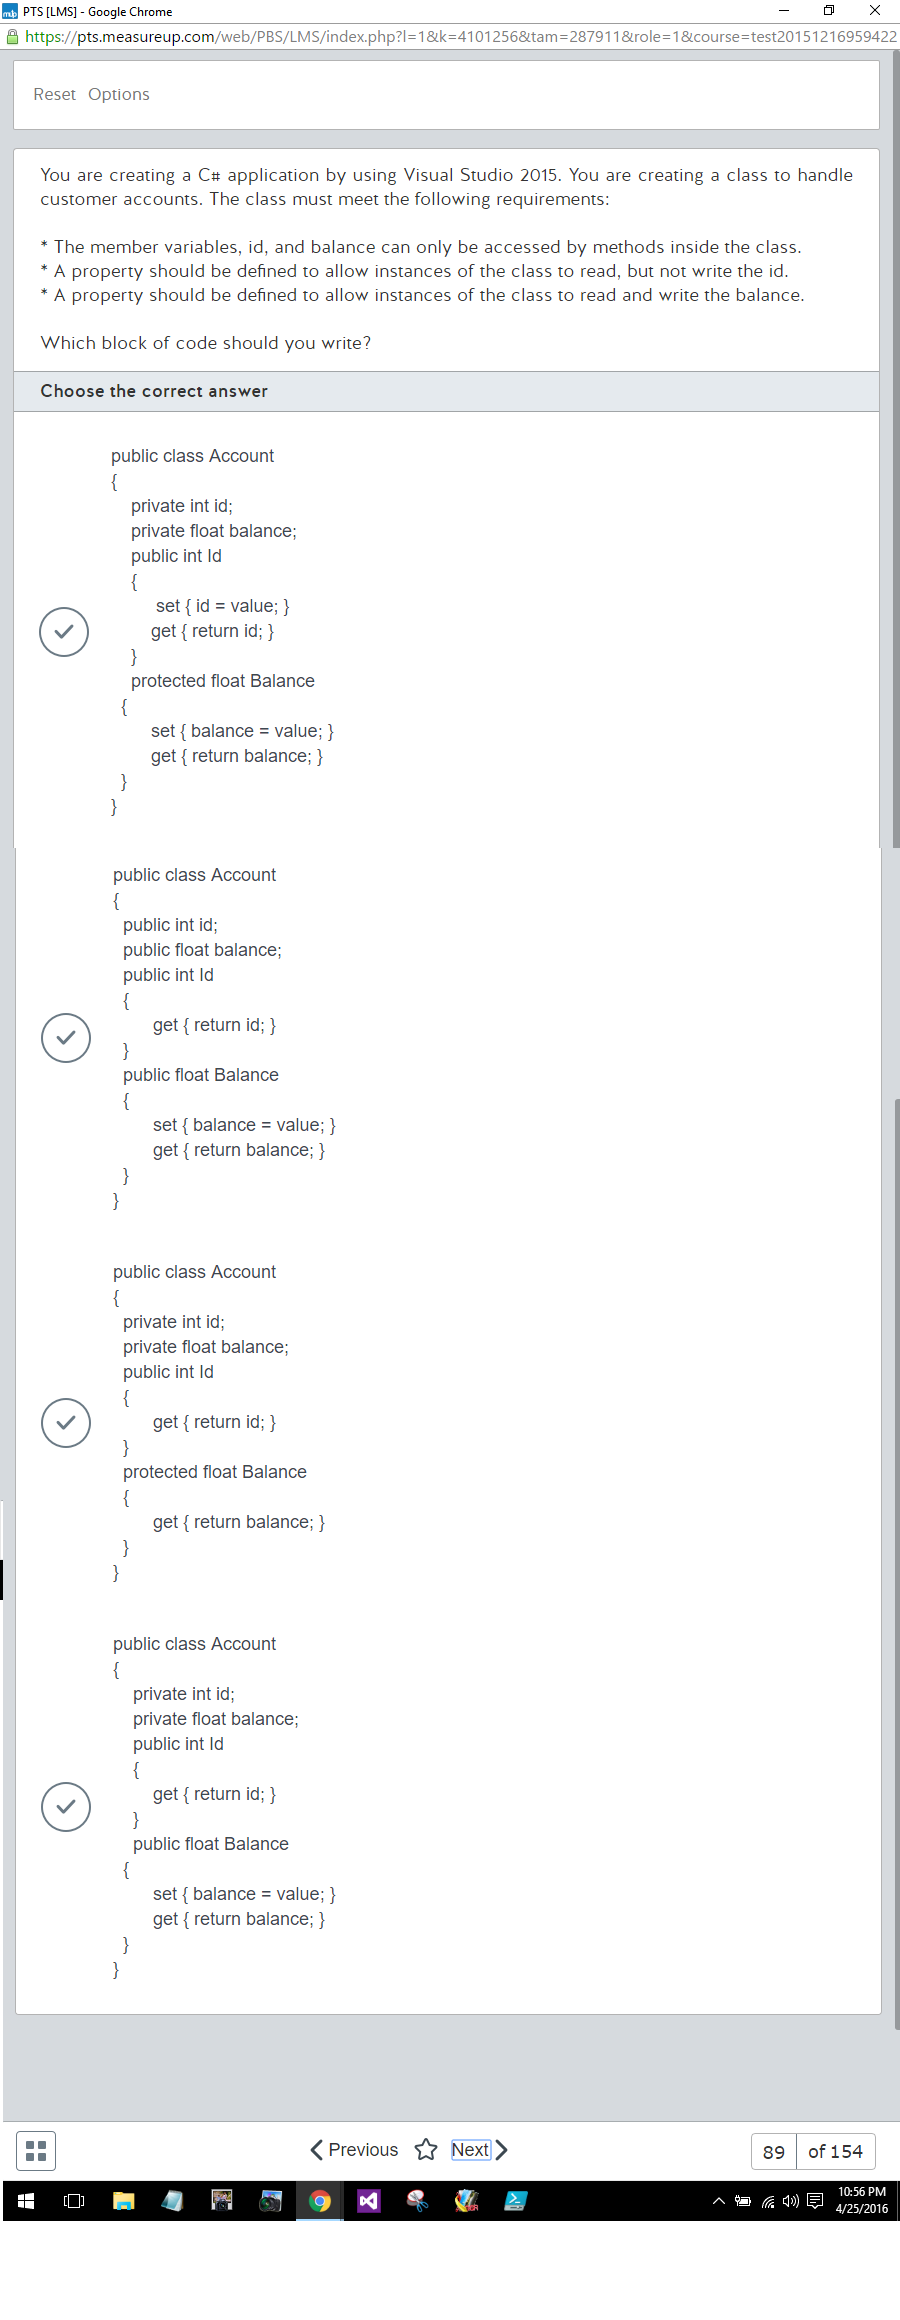 PTS [LMS] - Google Chrome
https://pts.measureup.com/web/PBS/LMS/index.php?l=1&k=4101256&tam=287911&role=1&course=test20151216959422
Reset Options
You are creating a C# application by using Visual Studio 2015. You are creating a class to handle
customer accounts. The class must meet the following requirements:
* The member variables, id, and balance can only be accessed by methods inside the class.
* A property should be defined to allow instances of the class to read, but not write the id.
* A property should be defined to allow instances of the class to read and write the balance.
Which block of code should you write?
Choose the correct answer
public class Account
{
private int id;
private float balance;
public int Id
{
set { id = value; }
get { return id; }
}
protected float Balance
{
set { balance = value; }
get { return balance; }
}
}
public class Account
{
public int id;
public float balance;
public int Id
{
get { return id; }
}
public float Balance
{
set { balance = value; }
get { return balance; }
}
}
public class Account
{
private int id;
private float balance;
public int Id
{
get { return id; }
}
protected float Balance
{
get { return balance; }
}
}
public class Account
{
private int id;
private float balance;
public int Id
{
get { return id; }
}
public float Balance
{
set { balance = value; }
get { return balance; }
}
}
Previous Next 89 of 154
10:56 PM
4/25/2016